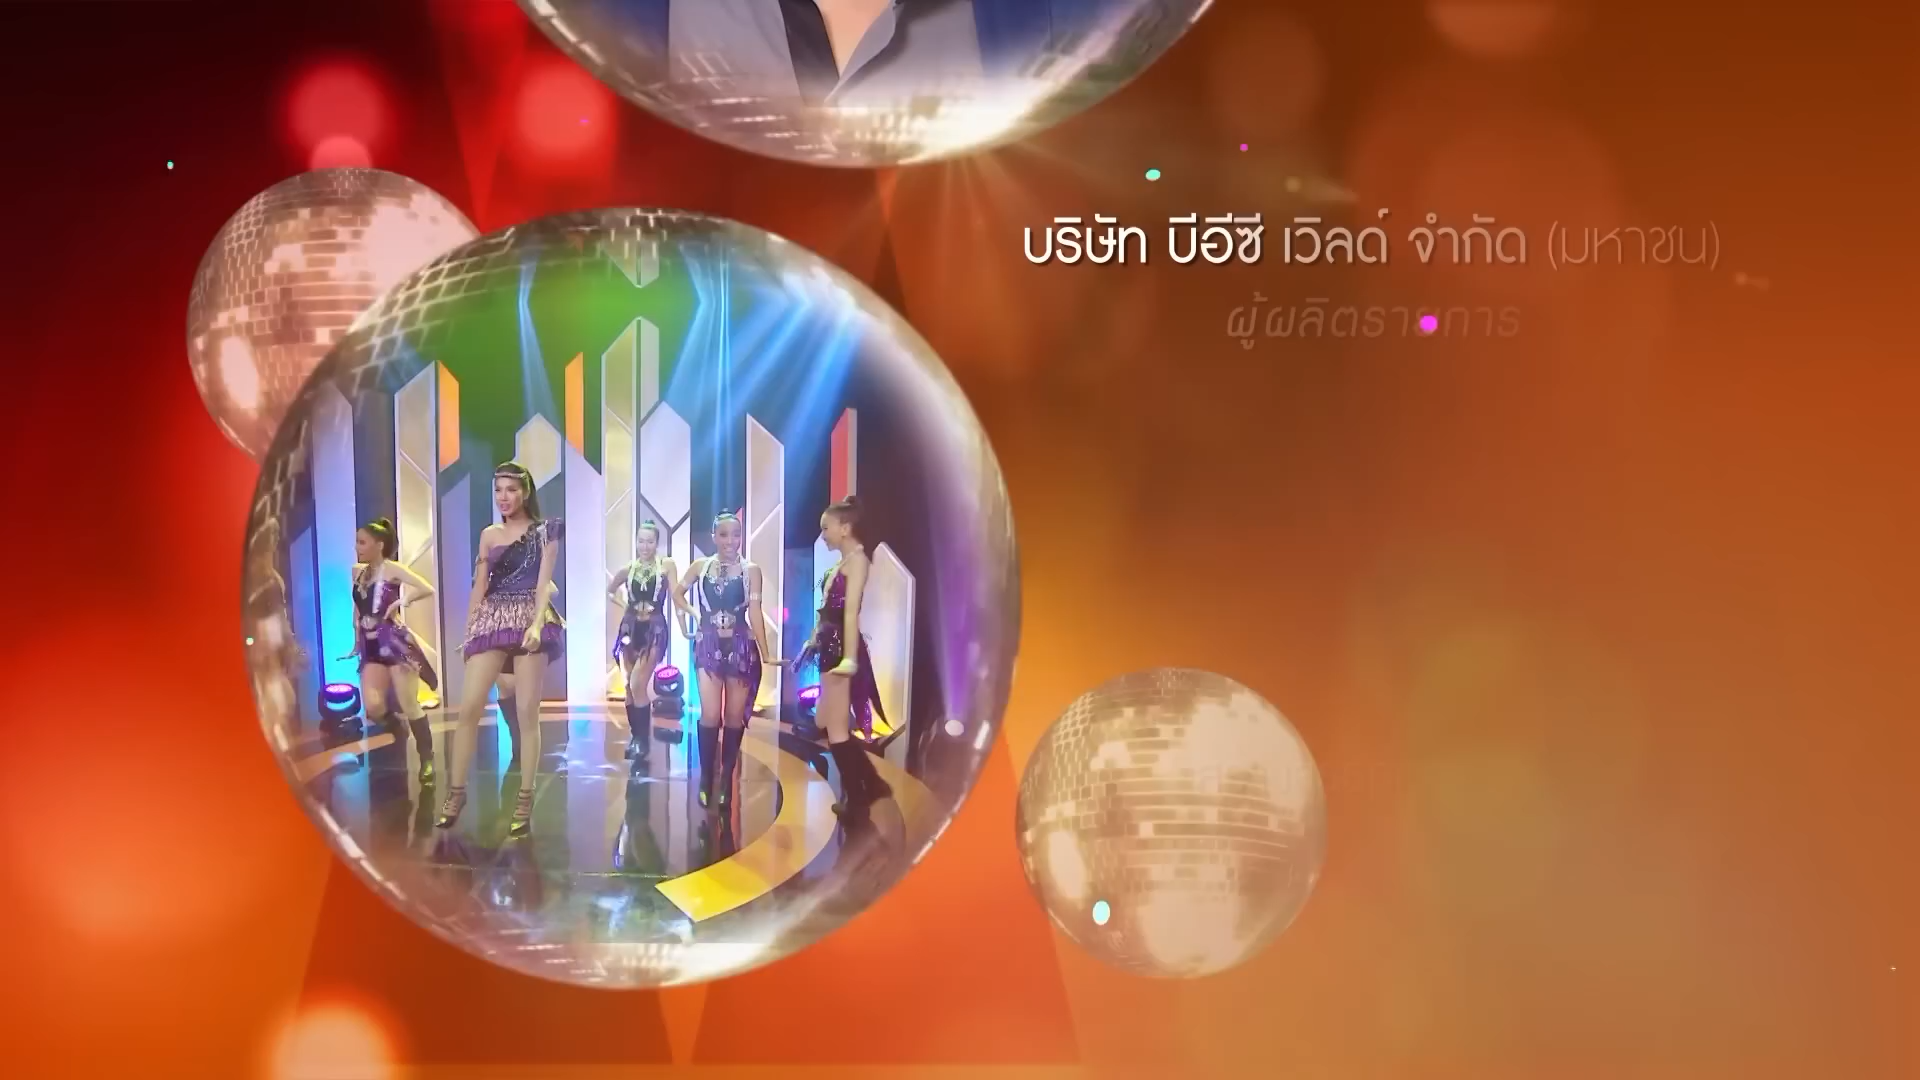 บริษัท บีอีซี เวิลด์ จำกัด (มหาชน)
ผู้ผลิตรายการ